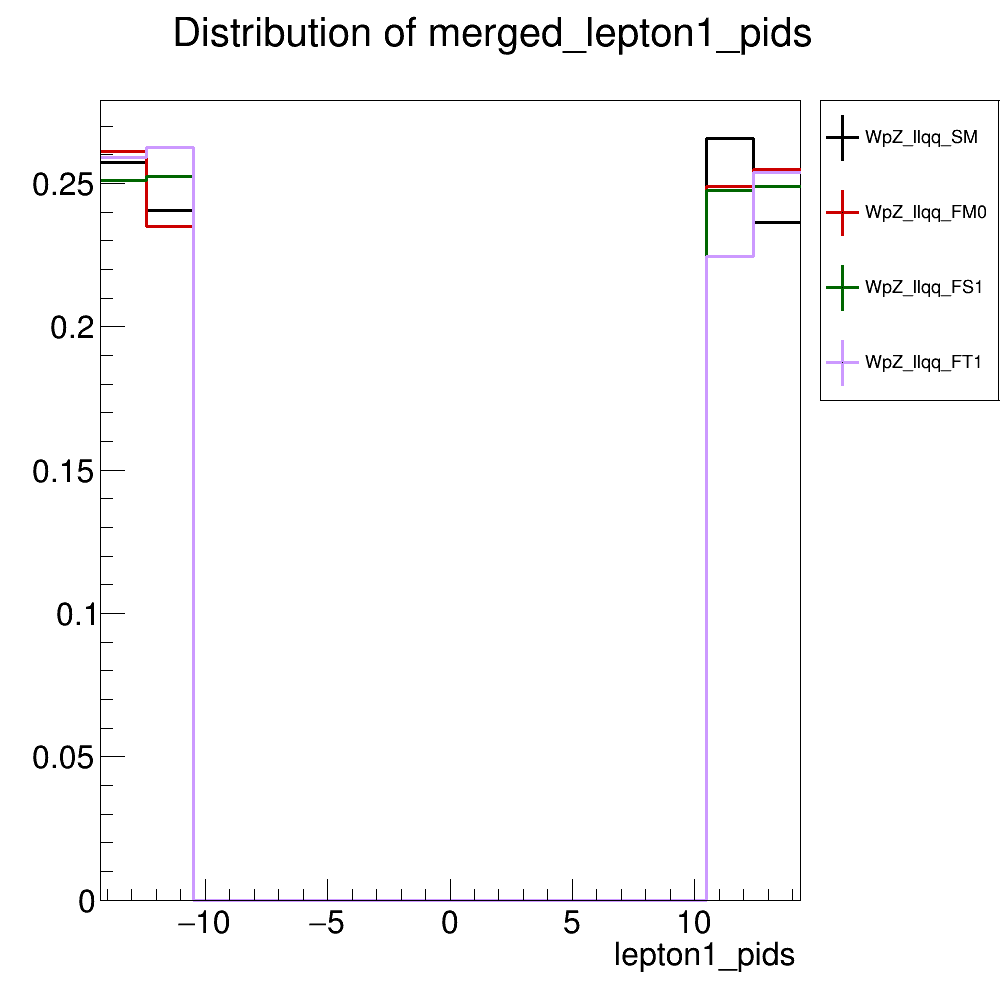 Distribution of merged_lepton1_pids
WpZ_llqq_SM
WpZ_llqq_FM0
WpZ_llqq_FS1
WpZ_llqq_FT1
0.25
0.2
0.15
0.1
0.05
0
−10
−5
0
5
10
lepton1_pids